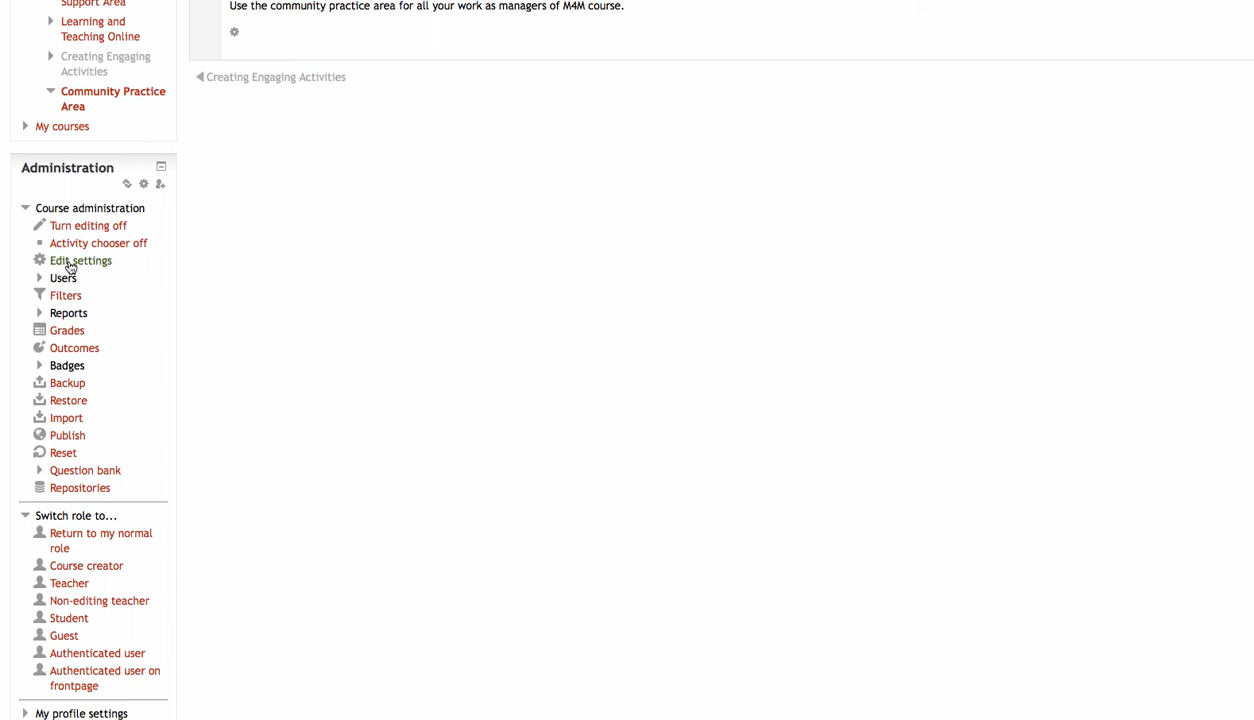 Support Area
Learning and
Teaching Online
Creating Engaging
Activities
Community Practice
Area
My courses
Use the community practice area for all your work as managers of M4M course.
Creating Engaging Activities
Administration
Course administration
Turn editing off
Activity chooser off
Edit settings
Users
Filters
Reports
Grades
Outcomes
Badges
Backup
Restore
Import
Publish
Reset
Question bank
Repositories
Switch role to...
Return to my normal
role
Course creator
Teacher
Non-editing teacher
Student
Guest
Authenticated user
Authenticated user on
frontpage
My profile settings